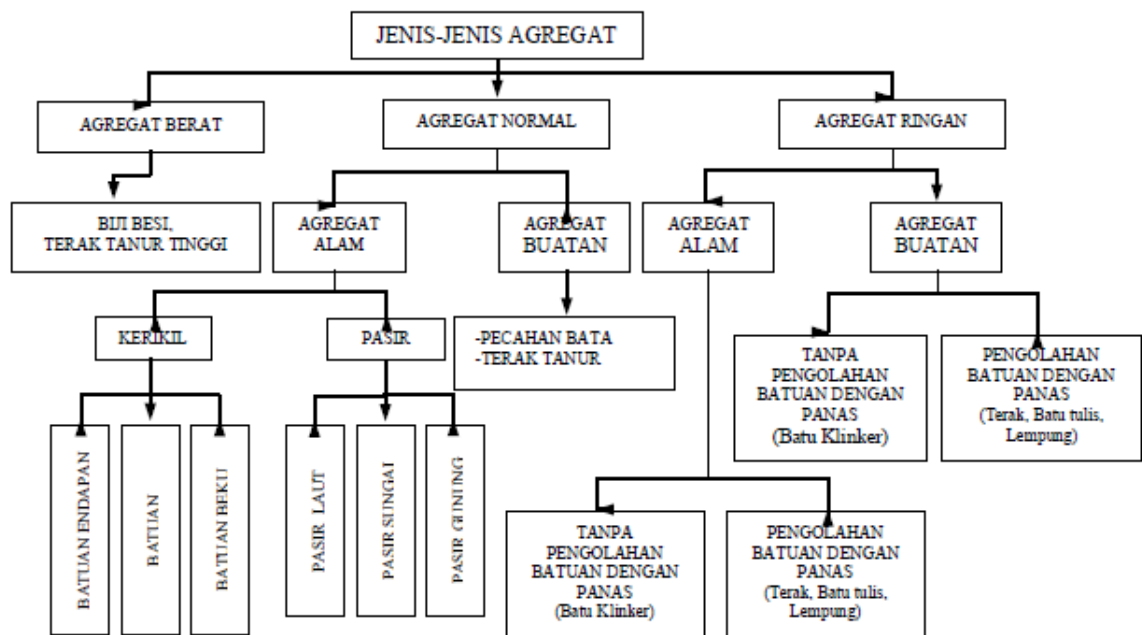 JENIS-JENIS AGREGAT
AGREGAT BERAT
AGREGAT NORMAL
AGREGAT RINGAN
BIJI BESI,
TERAK TANUR TINGGI
AGREGAT
ALAM
AGREGAT
BUATAN
AGREGAT
ALAM
AGREGAT
BUATAN
KERIKIL
PASIR
-PECAHAN BATA
-TERAK TANUR
TANPA
PENGOLAHAN
BATUAN DENGAN
PANAS
(Batu Klinker)
PENGOLAHAN
BATUAN DENGAN
PANAS
(Terak, Batu tulis,
Lempung)
BATUAN ENDAPAN
BATUAN
BATUAN BEKU
PASIR LAUT
PASIR SUNGAI
PASIR GUNUNG
TANPA
PENGOLAHAN
BATUAN DENGAN
PANAS
(Batu Klinker)
PENGOLAHAN
BATUAN DENGAN
PANAS
(Terak, Batu tulis,
Lempung)